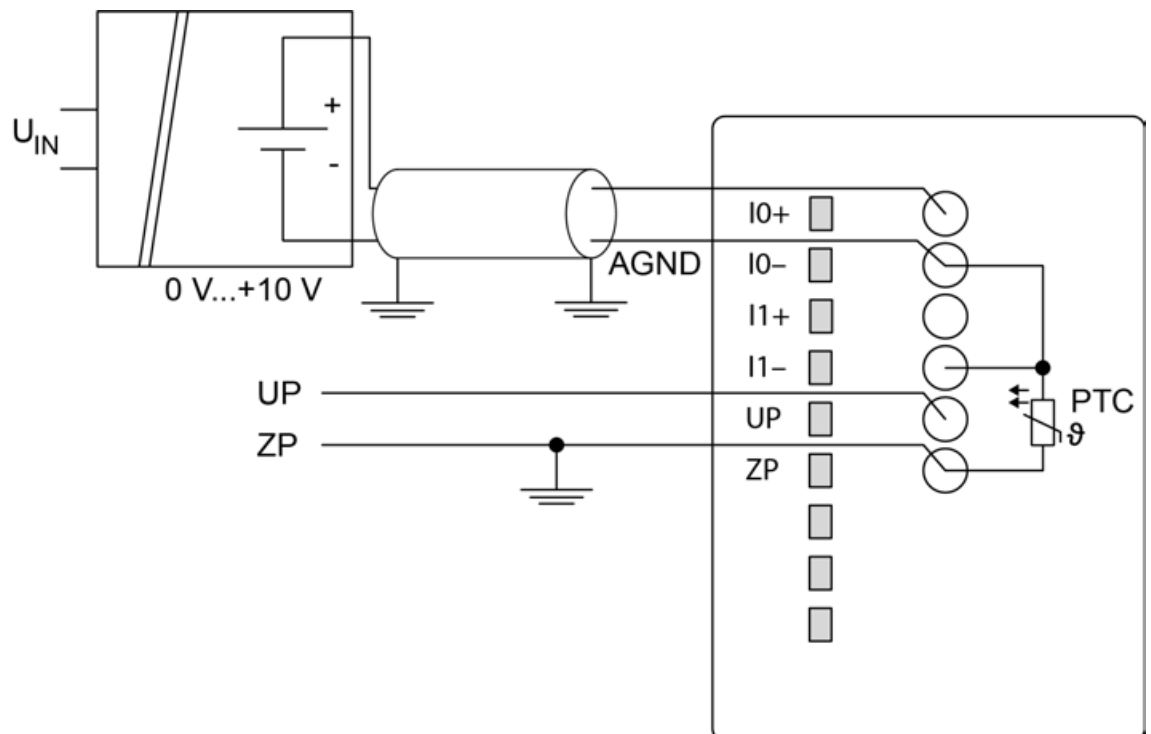 +
U_IN
-
0 V...+10 V
AGND
I0+
I0–
I1+
I1–
UP
UP
PTC
ϑ
ZP
ZP